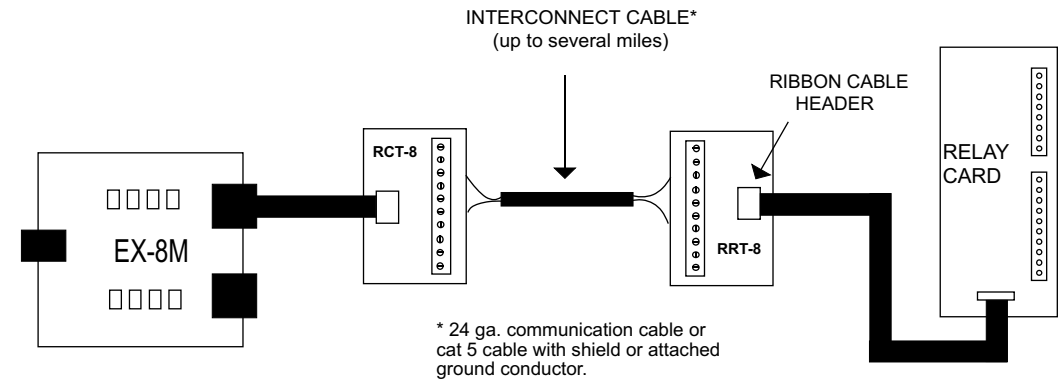 INTERCONNECT CABLE*
(up to several miles)
RIBBON CABLE
HEADER
RCT-8
RELAY
CARD
EX-8M
RRT-8
* 24 ga. communication cable or
cat 5 cable with shield or attached
ground conductor.